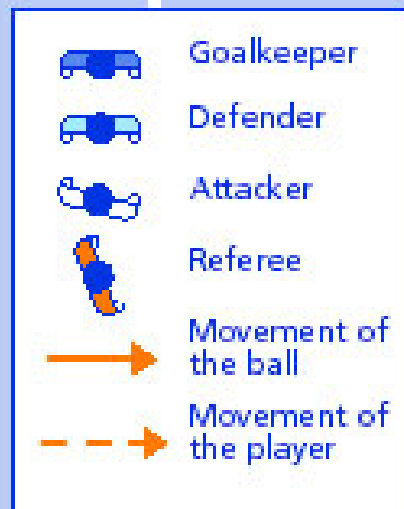 Goalkeeper
Defender
Attacker
Referee
Movement of
the ball
Movement of
the player